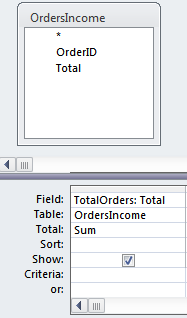 OrdersIncome
*
OrderID
Total
Field: TotalOrders: Total
Table: OrdersIncome
Total: Sum
Sort:
Show:
Criteria:
or: